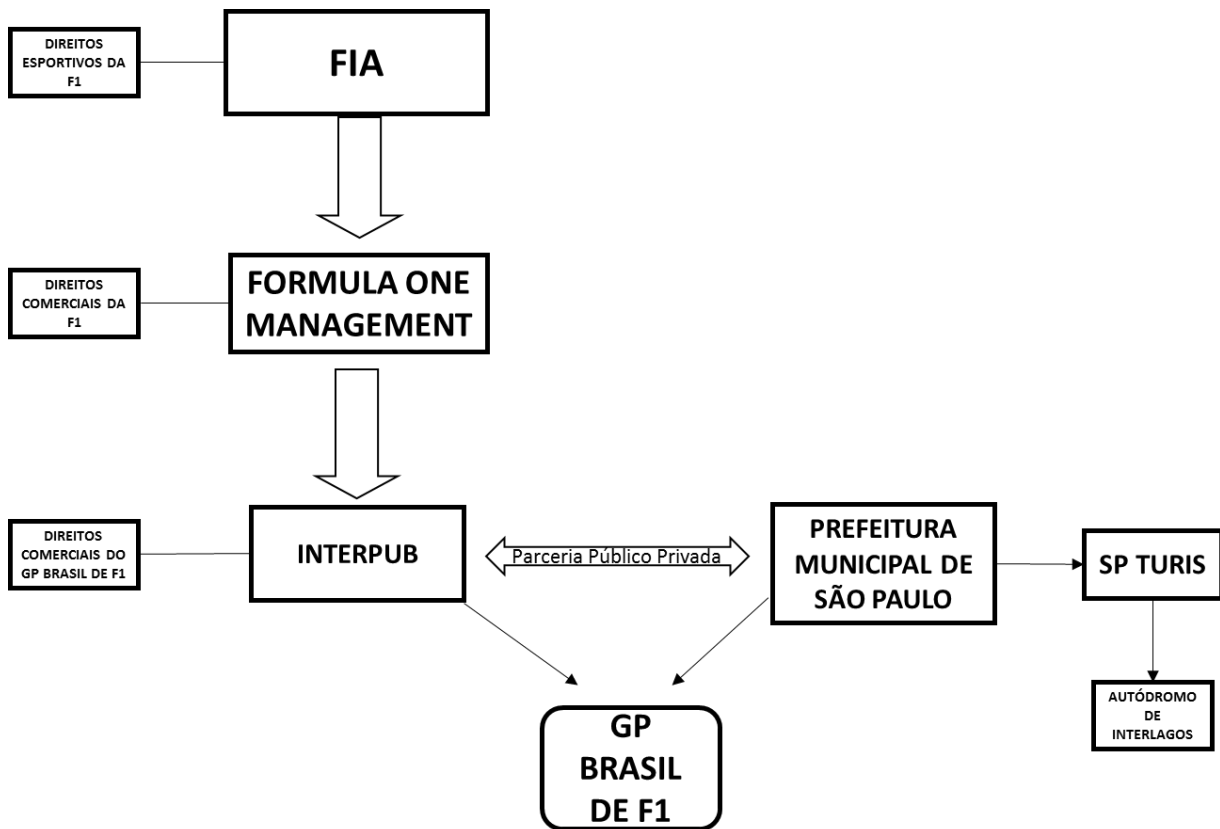 DIREITOS
ESPORTIVOS DA
F1
FIA
DIREITOS
COMERCIAIS DA
F1
FORMULA ONE
MANAGEMENT
DIREITOS
COMERCIAIS DO
GP BRASIL DE F1
INTERPUB
Parceria Público Privada
PREFEITURA
MUNICIPAL DE
SÃO PAULO
SP TURIS
AUTÓDROMO
DE
INTERLAGOS
GP
BRASIL
DE F1